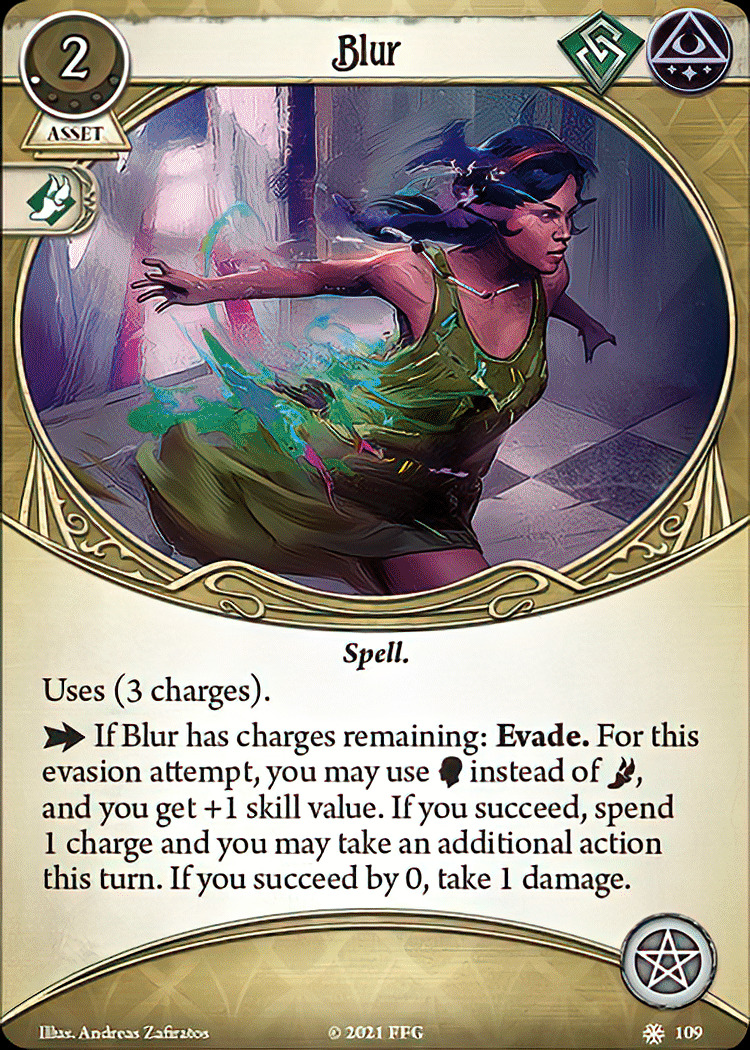 2
Blur
ASSET
Spell.
Uses (3 charges).
If Blur has charges remaining: Evade. For this
evasion attempt, you may use instead of ,
and you get +1 skill value. If you succeed, spend
1 charge and you may take an additional action
this turn. If you succeed by 0, take 1 damage.
Illus. Andreas Zafiratos
© 2021 FFG
109